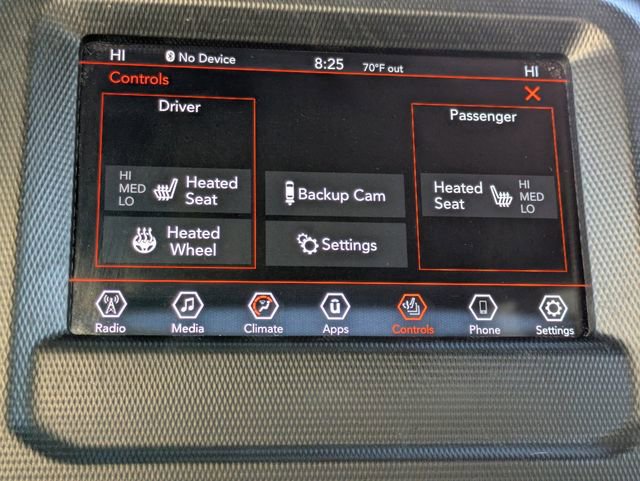 HI No Device 8:25 70°F out HI
Controls
Driver
Passenger
HI
MED
LO
Heated
Seat
Backup Cam
Heated
Seat
HI
MED
LO
Heated
Wheel
Settings
Radio Media Climate Apps Controls Phone Settings